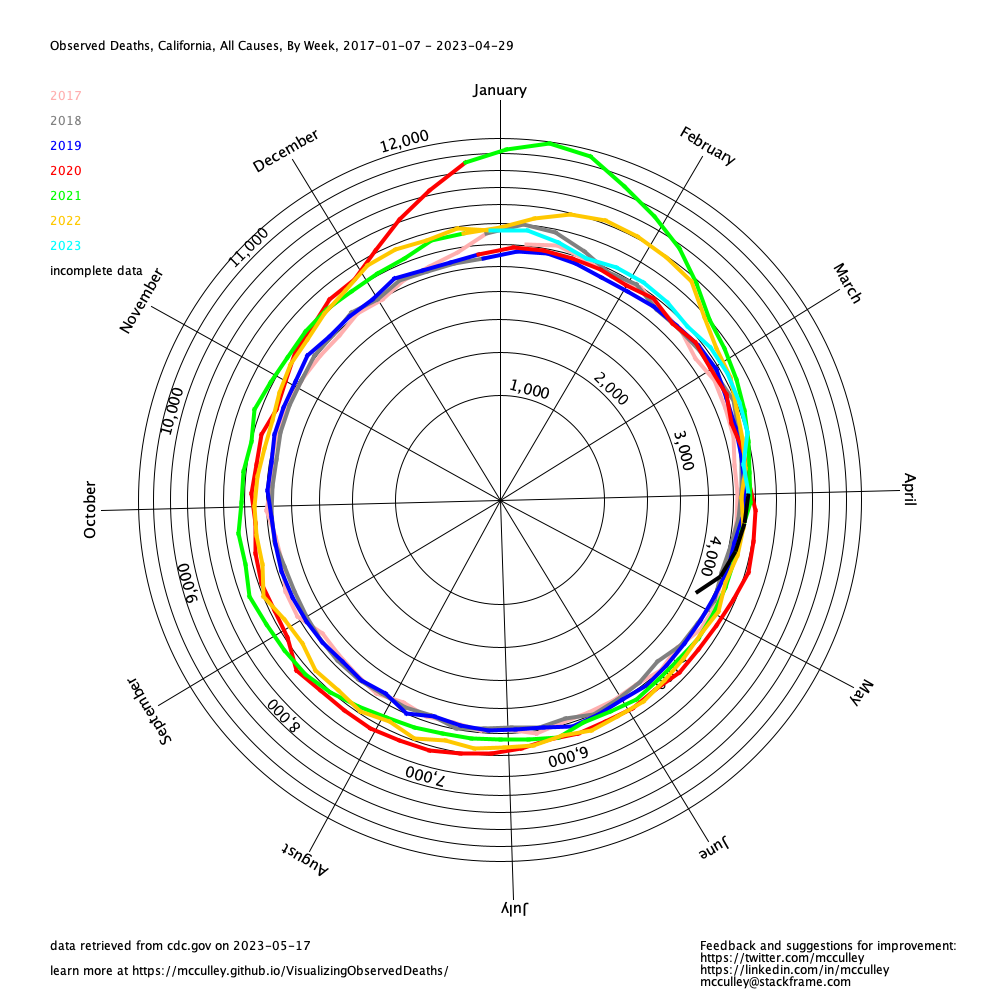 Observed Deaths, California, All Causes, By Week, 2017-01-07 - 2023-04-29
January
2017
2018
2019
2020
2021
2022
2023
incomplete data
February
March
April
May
June
July
August
September
October
November
December
1,000
2,000
3,000
4,000
6,000
7,000
8,000
9,000
10,000
11,000
12,000
data retrieved from cdc.gov on 2023-05-17
learn more at https://mcculley.github.io/VisualizingObservedDeaths/
Feedback and suggestions for improvement:
https://twitter.com/mcculley
https://linkedin.com/in/mcculley
mcculley@stackframe.com